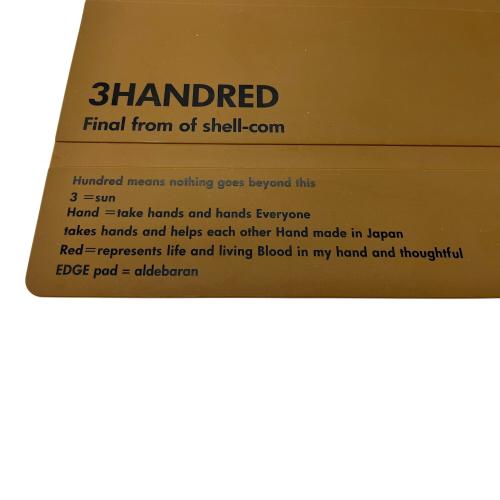 3HANDRED
Final from of shell-com
Hundred means nothing goes beyond this
3 =sun
Hand =take hands and hands Everyone
takes hands and helps each other Hand made in Japan
Red=represents life and living Blood in my hand and thoughtful
EDGE pad = aldebaran